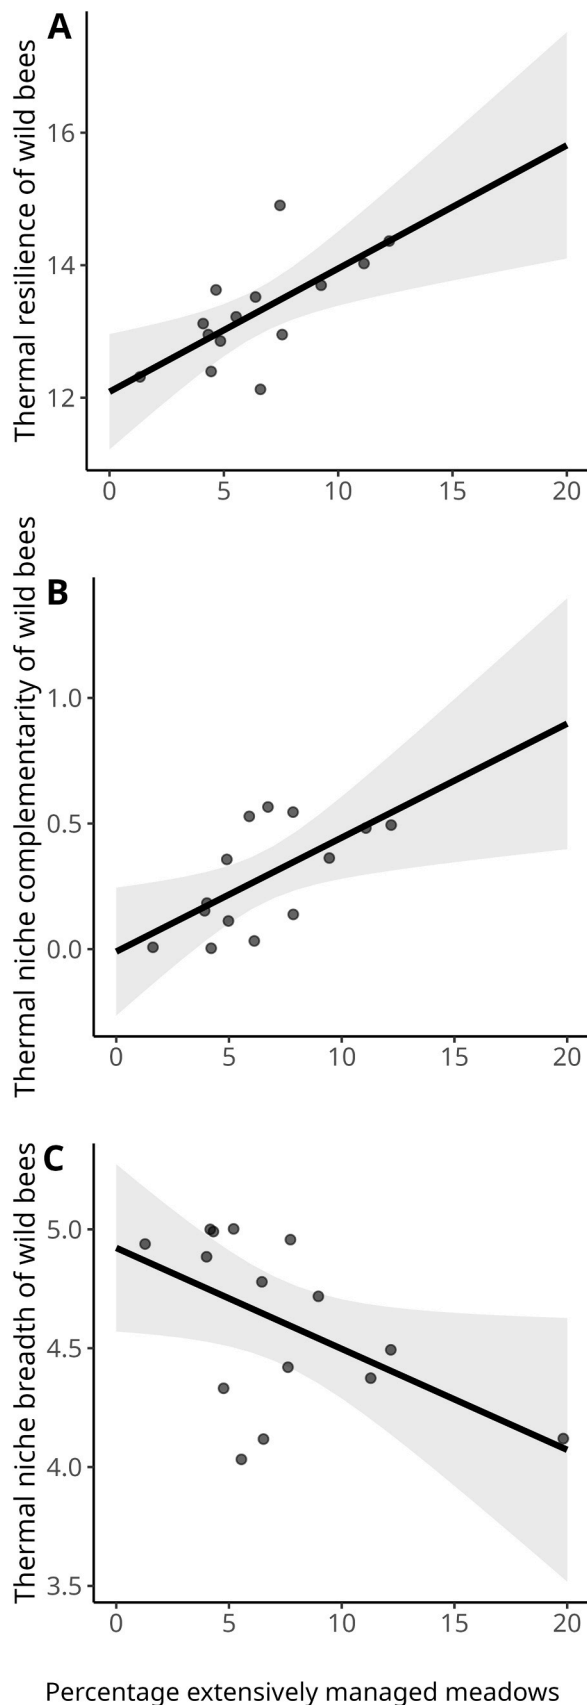 A
Thermal resilience of wild bees
16
14
12
0 5 10 15 20
B
Thermal niche complementarity of wild bees
1.0
0.5
0.0
0 5 10 15 20
C
Thermal niche breadth of wild bees
5.0
4.5
4.0
3.5
0 5 10 15 20
Percentage extensively managed meadows